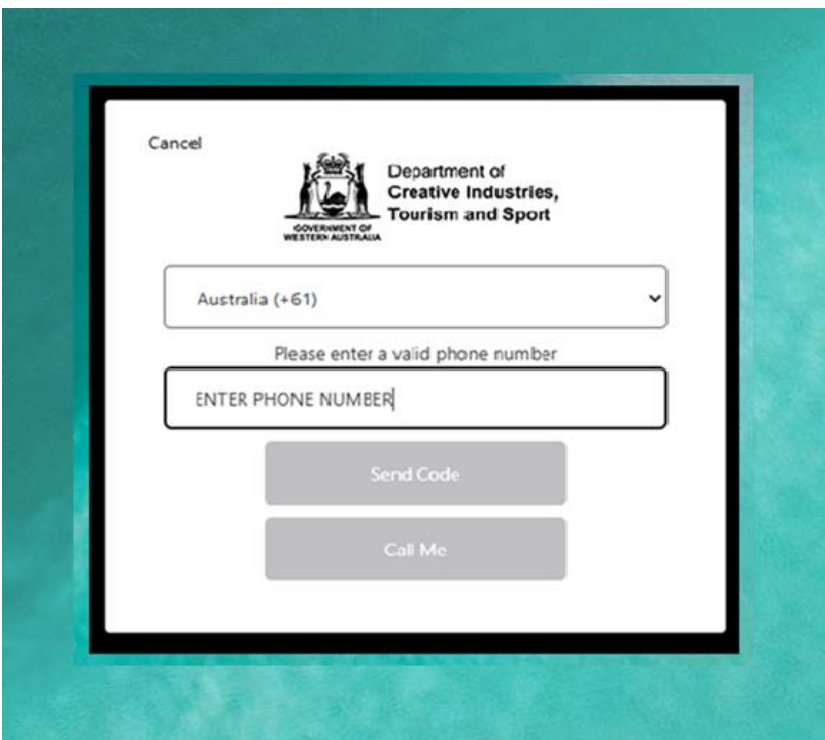 Cancel
Department of
Creative Industries,
Tourism and Sport
GOVERNMENT OF
WESTERN AUSTRALIA
Australia (+61)
Please enter a valid phone number
ENTER PHONE NUMBER
Send Code
Call Me